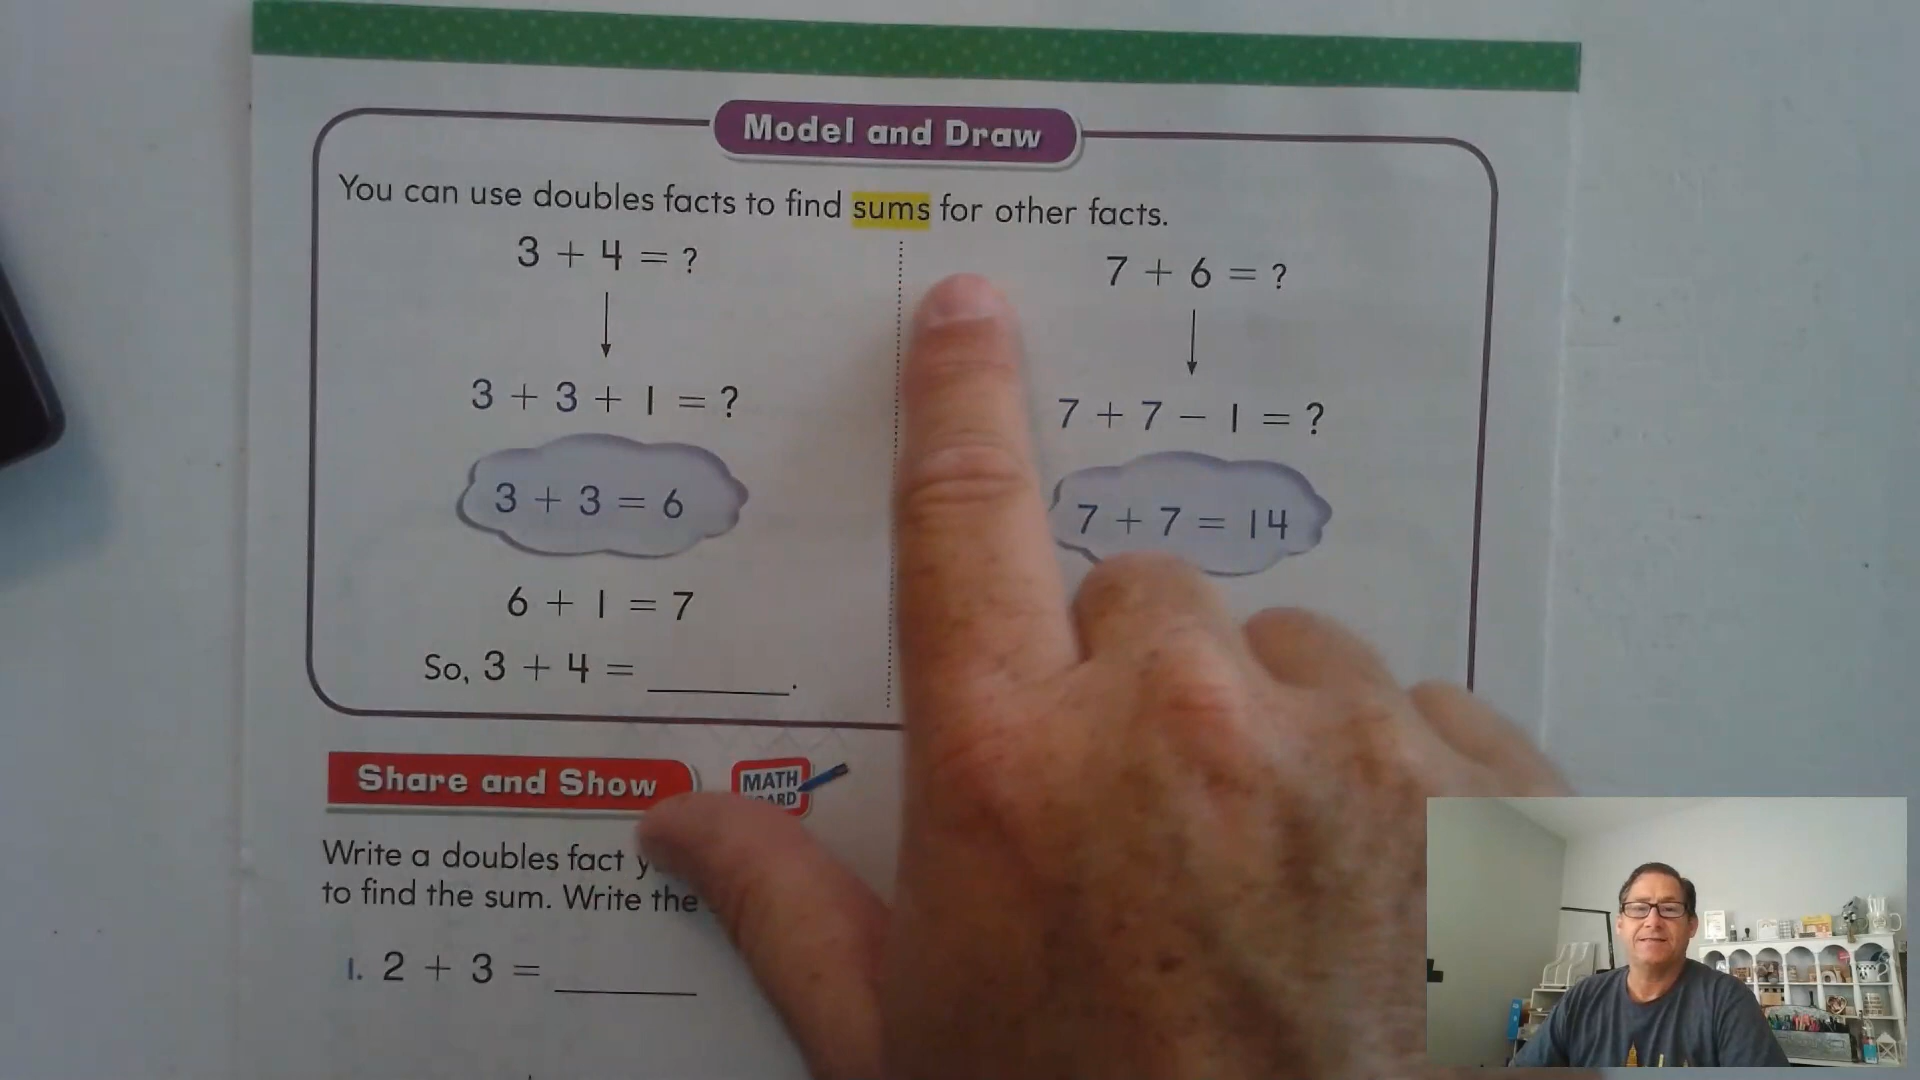 Model and Draw
You can use doubles facts to find sums for other facts.
3 + 4 = ?
3 + 3 + 1 = ?
3 + 3 = 6
6 + 1 = 7
So, 3 + 4 = ______.
7 + 6 = ?
7 + 7 − 1 = ?
7 + 7 = 14
Share and Show
MATH
Write a doubles fact
to find the sum. Write the
1. 2 + 3 = ______